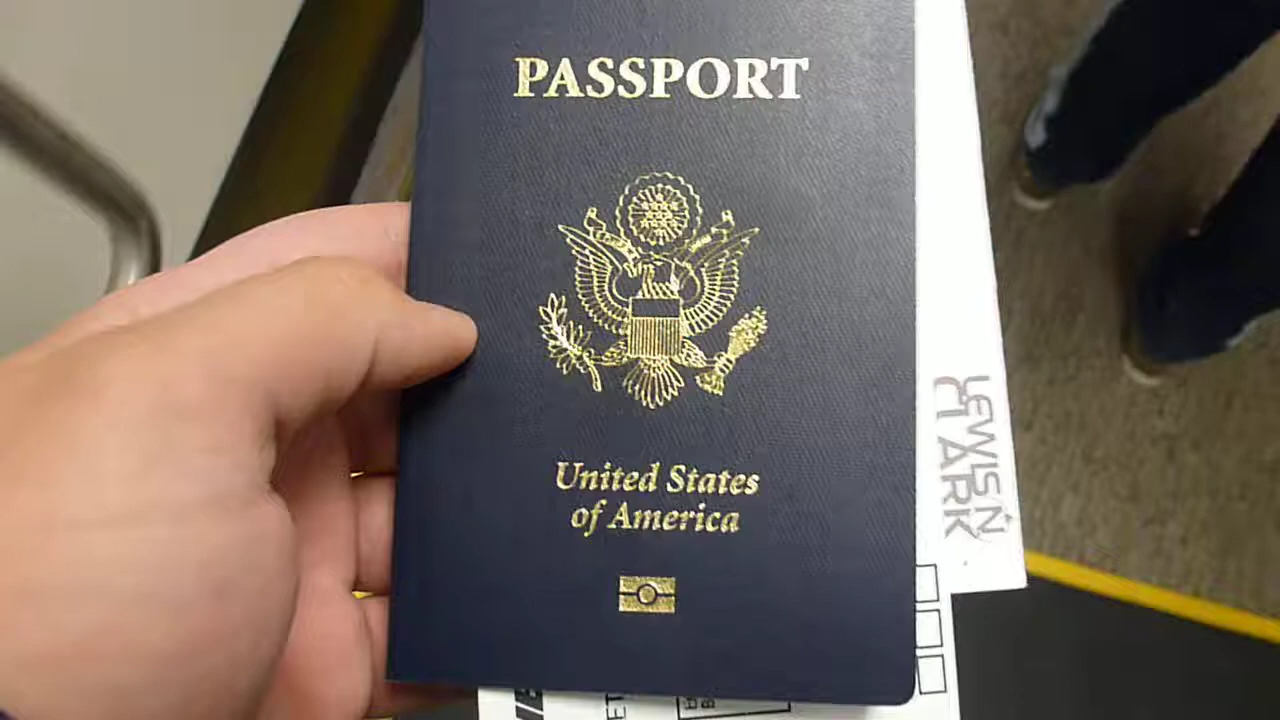 PASSPORT
United States
of America
LEWIS N
CLARK